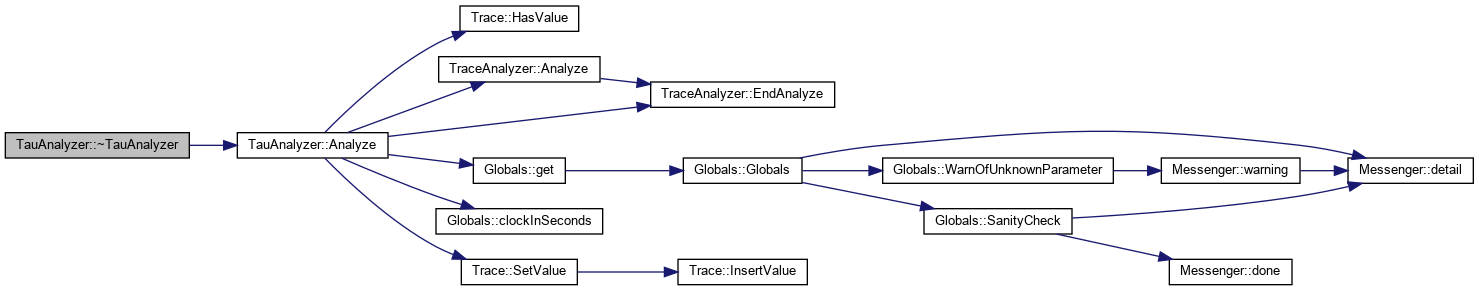 Trace::HasValue
TraceAnalyzer::Analyze
TraceAnalyzer::EndAnalyze
TauAnalyzer::~TauAnalyzer
TauAnalyzer::Analyze
Globals::get
Globals::Globals
Globals::WarnOfUnknownParameter
Messenger::warning
Messenger::detail
Globals::clockInSeconds
Globals::SanityCheck
Trace::SetValue
Trace::InsertValue
Messenger::done